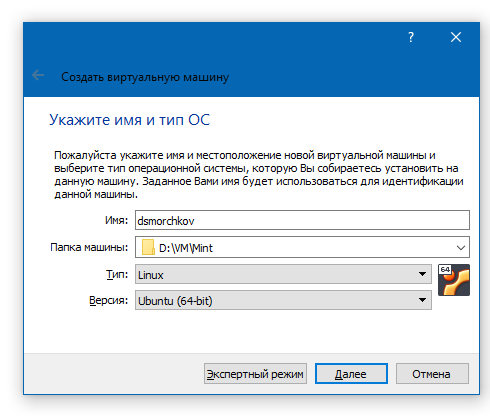 ?
Создать виртуальную машину
Укажите имя и тип ОС
Пожалуйста укажите имя и местоположение новой виртуальной машины и
выберите тип операционной системы, которую Вы собираетесь установить на
данную машину. Заданное Вами имя будет использоваться для идентификации
данной машины.
Имя: dsmorchkov
Папка машины: D:\VM\Mint
Тип: Linux 64
Версия: Ubuntu (64-bit)
Экспертный режим Далее Отмена